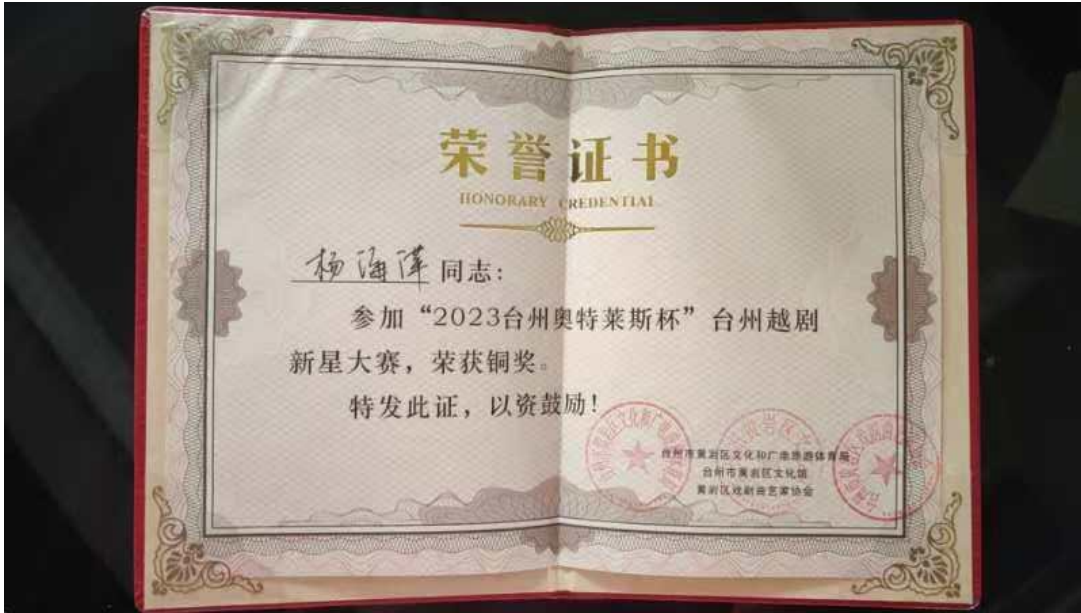 荣誉证书
HONORARY CREDENTIAL
杨海萍 同志：
参加“2023台州奥特莱斯杯”台州越剧
新星大赛，荣获铜奖。
特发此证，以资鼓励！
台州市黄岩区文化和广电旅游体育局
台州市黄岩区文化馆
黄岩区戏剧曲艺家协会